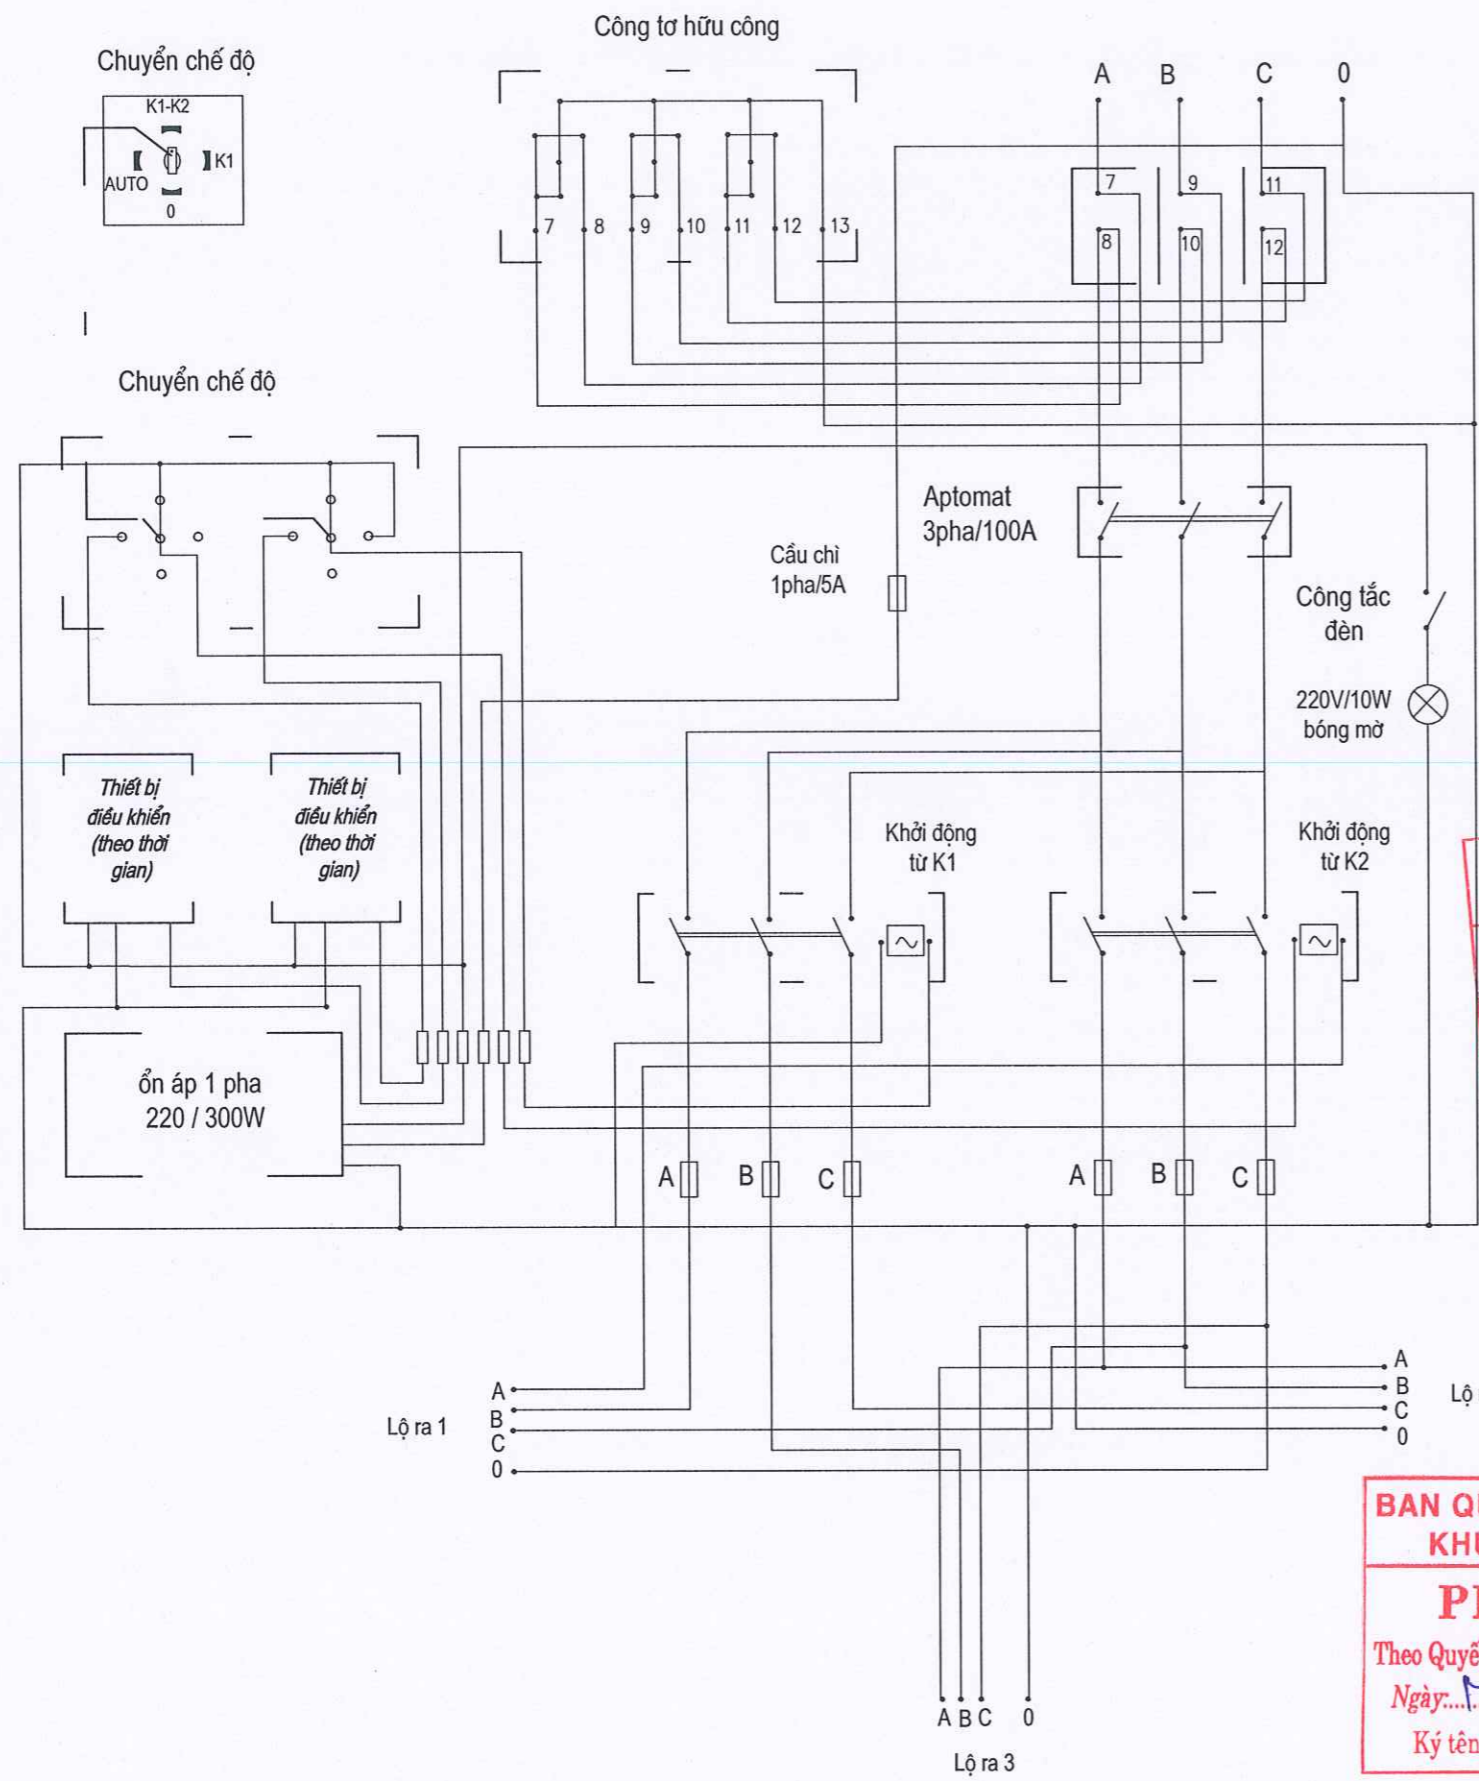 Công tơ hữu công
Chuyển chế độ
K1-K2
K1
AUTO
0
A B C 0
7 8 9 10 11 12 13
7 9 11
8 10 12
Chuyển chế độ
Aptomat
3pha/100A
Cầu chì
1pha/5A
Công tắc
đèn
220V/10W
bóng mờ
Thiết bị
điều khiển
(theo thời
gian)
Thiết bị
điều khiển
(theo thời
gian)
Khởi động
từ K1
Khởi động
từ K2
ổn áp 1 pha
220 / 300W
A B C
A B C
Lộ ra 1
A
B
C
0
A
B
C
0
Lộ
A B C 0
Lộ ra 3
BAN
KH
Theo
Ngày:
Ký tên